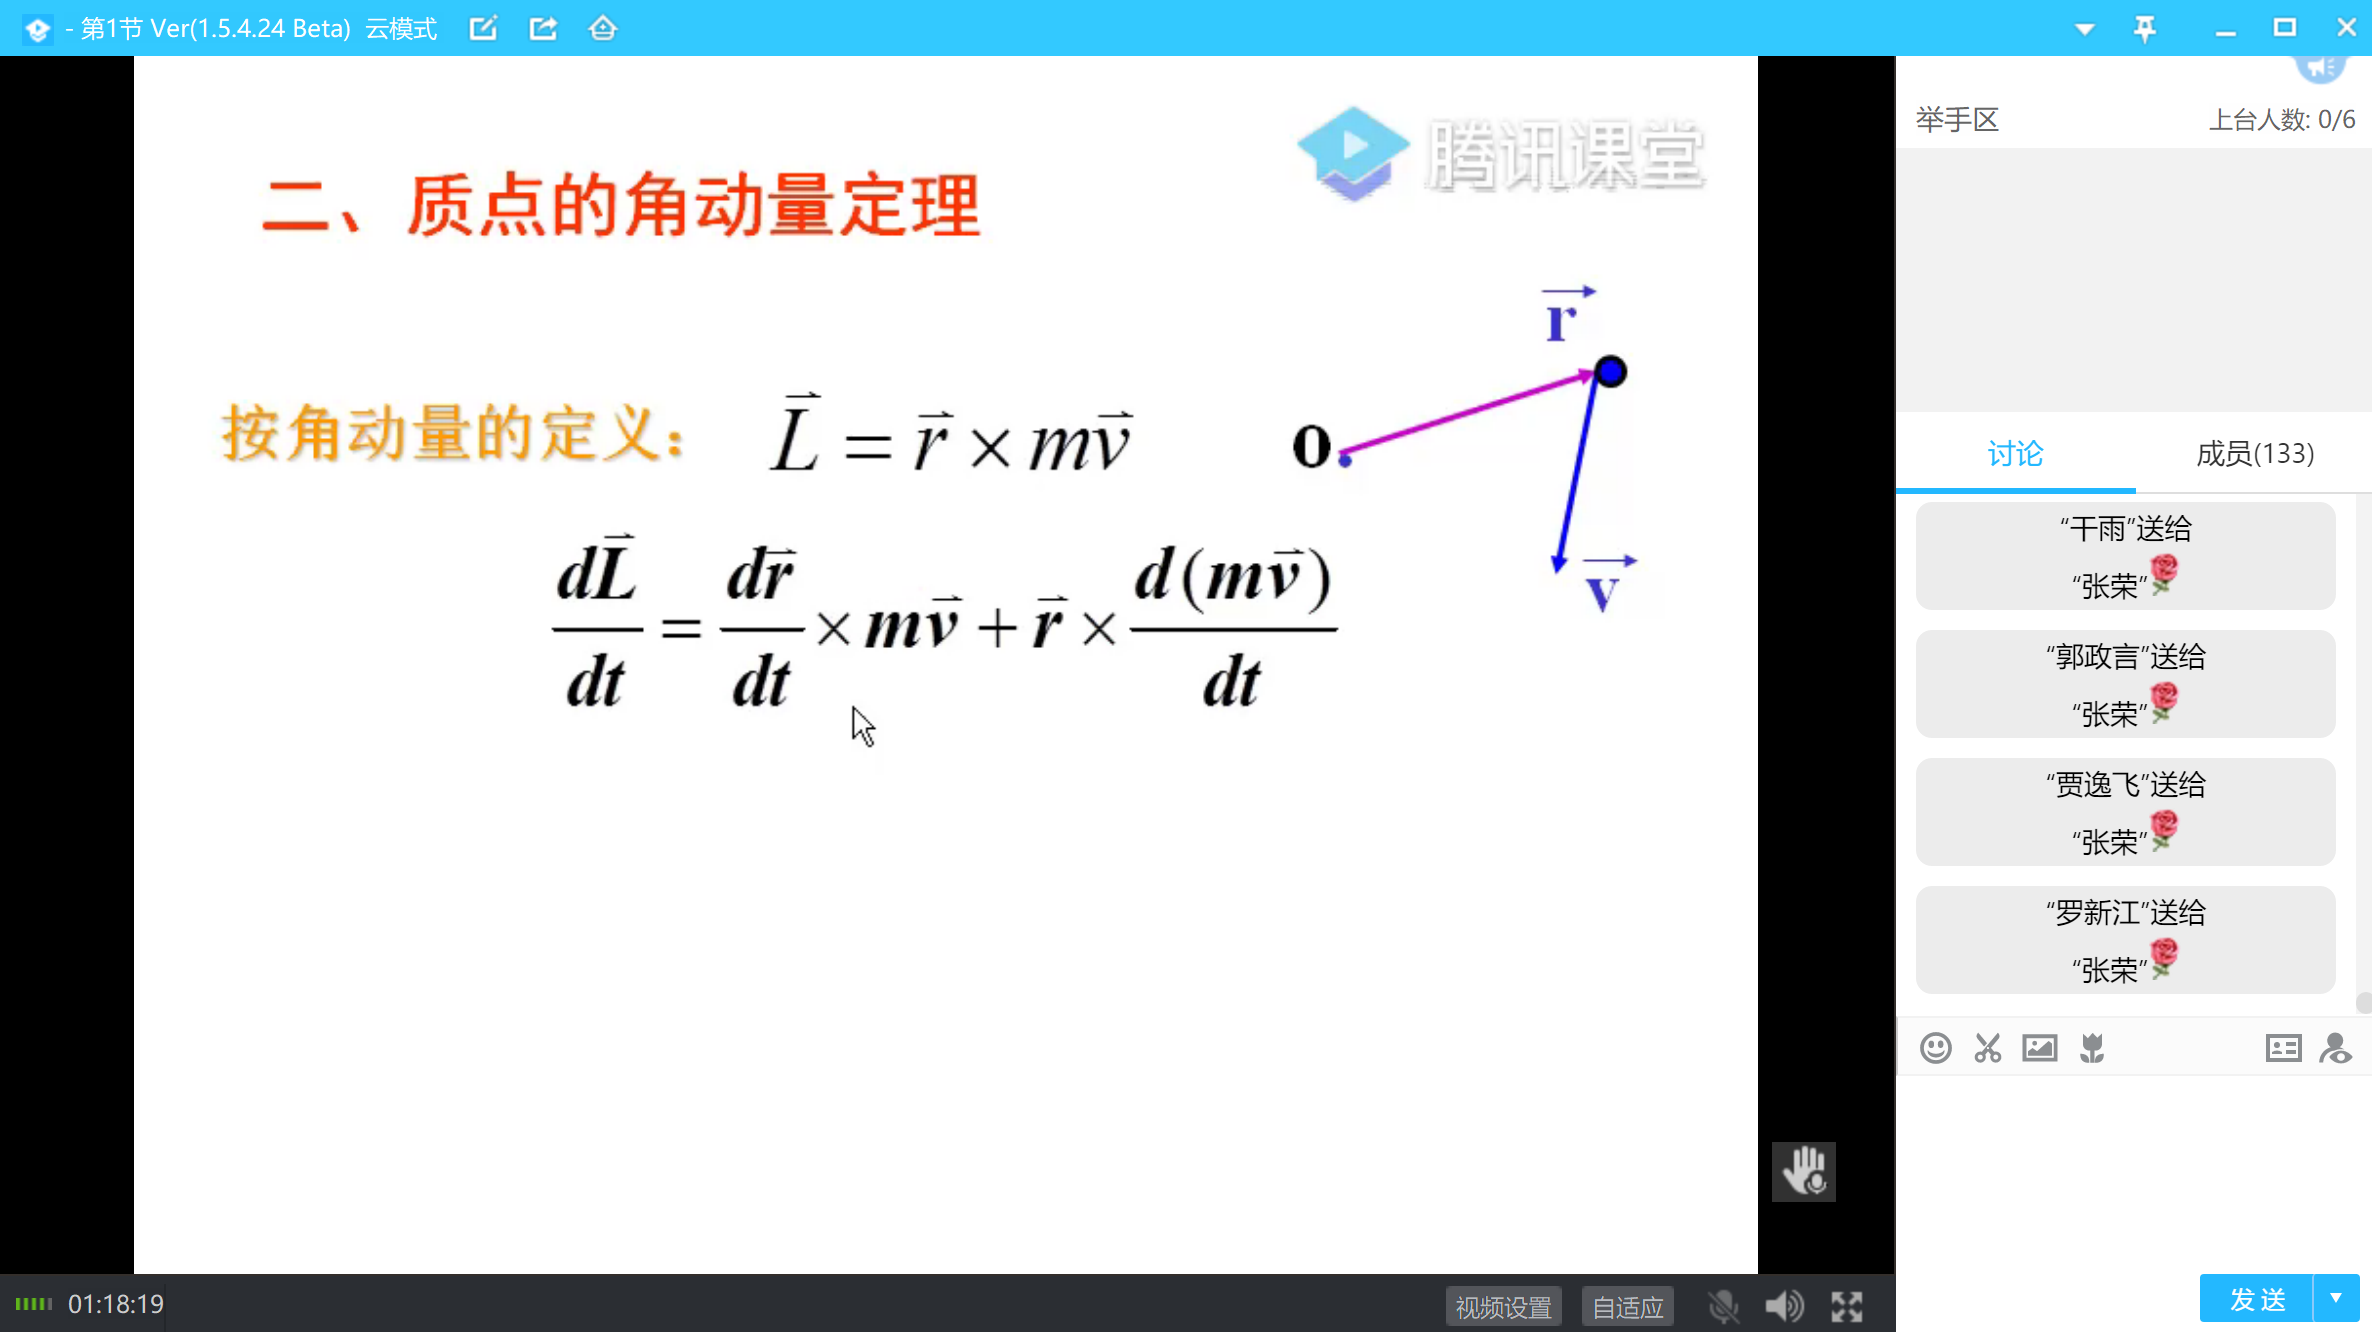 - 第1节 Ver(1.5.4.24 Beta) 云模式
腾讯课堂
二、质点的角动量定理
按角动量的定义: \vec{L} = \vec{r} × m\vec{v}
\frac{d\vec{L}}{dt} = \frac{d\vec{r}}{dt} × m\vec{v} + \vec{r} × \frac{d(m\vec{v})}{dt}
\vec{r}
O
\vec{v}
01:18:19
视频设置
自适应
举手区
上台人数: 0/6
讨论
成员(133)
“干雨”送给
“张荣”
“郭政言”送给
“张荣”
“贾逸飞”送给
“张荣”
“罗新江”送给
“张荣”
发送